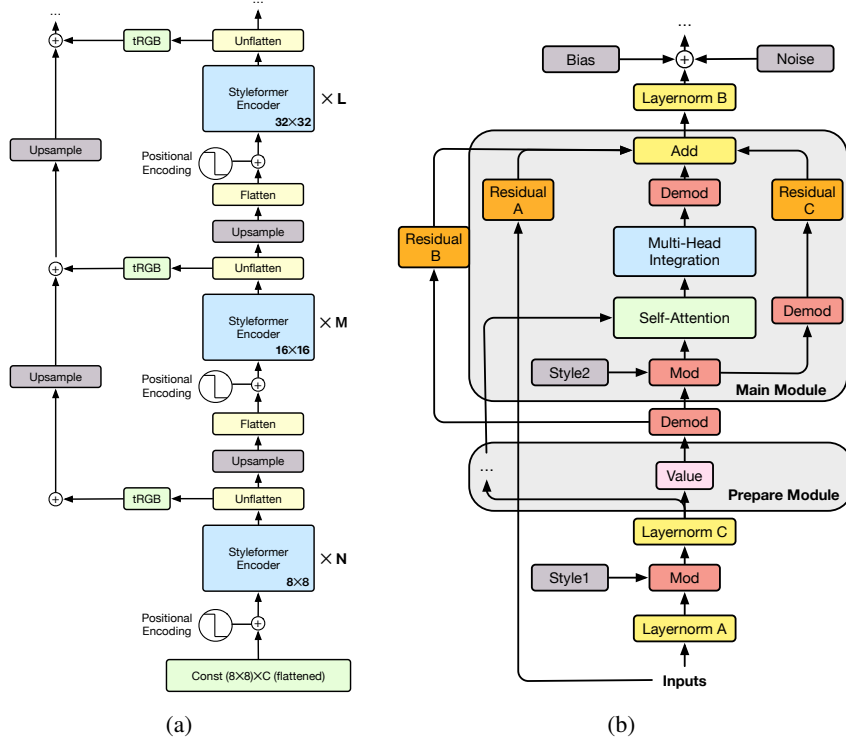 ...
tRGB
Unflatten
Styleformer
Encoder
32×32
× L
Upsample
Positional
Encoding
Flatten
Upsample
tRGB
Unflatten
Styleformer
Encoder
16×16
× M
Upsample
Positional
Encoding
Flatten
Upsample
tRGB
Unflatten
Styleformer
Encoder
8×8
× N
Positional
Encoding
Const (8×8)×C (flattened)
(a)
...
Bias
Noise
Layernorm B
Add
Residual
A
Demod
Residual
C
Residual
B
Multi-Head
Integration
Self-Attention
Demod
Style2
Mod
Main Module
Demod
...
Value
Prepare Module
Layernorm C
Style1
Mod
Layernorm A
Inputs
(b)